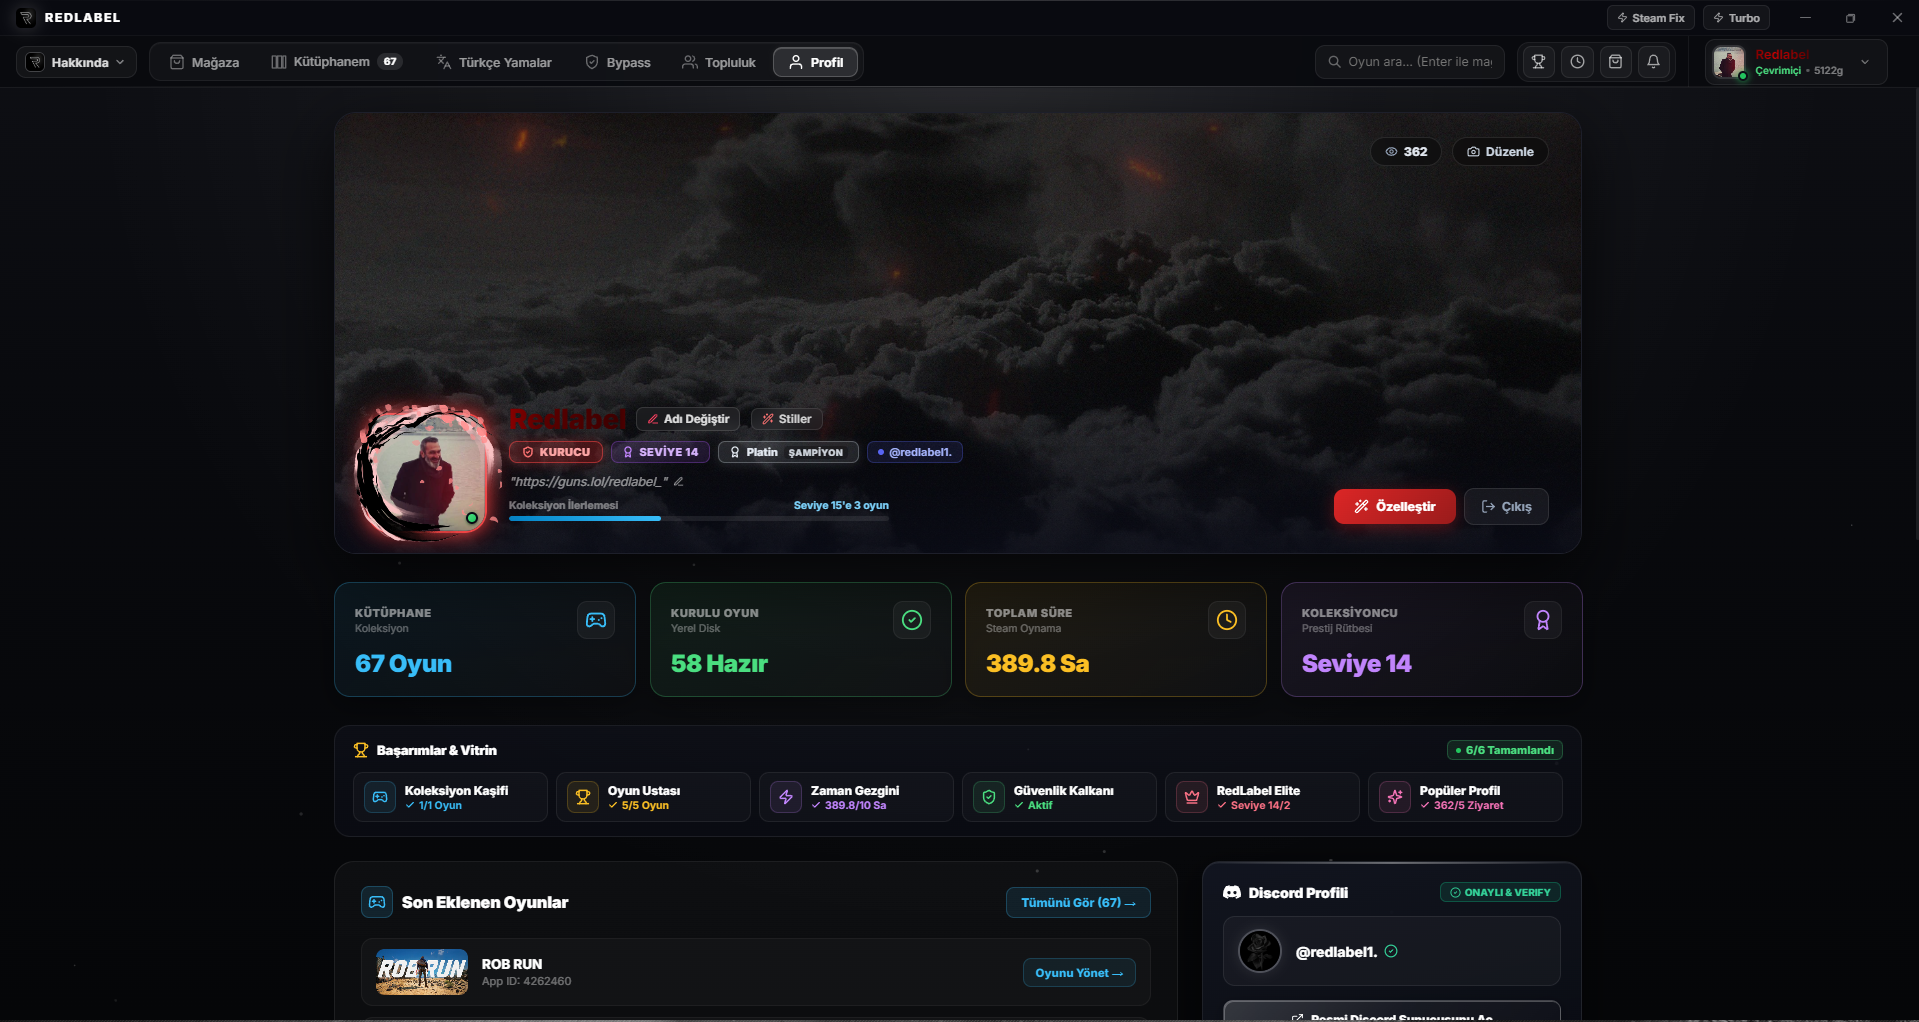 REDLABEL
Steam Fix
Turbo
Hakkında
Mağaza
Kütüphanem 67
Türkçe Yamalar
Bypass
Topluluk
Profil
Oyun ara... (Enter ile mağ
Redlabel
Çevrimiçi • 5122g
362
Düzenle
Redlabel
Adı Değiştir
Stiller
KURUCU
SEVİYE 14
Platin ŞAMPİYON
@redlabel1.
"https://guns.lol/redlabel_"
Koleksiyon İlerlemesi
Seviye 15'e 3 oyun
Özelleştir
Çıkış
KÜTÜPHANE
Koleksiyon
67 Oyun
KURULU OYUN
Yerel Disk
58 Hazır
TOPLAM SÜRE
Steam Oynama
389.8 Sa
KOLEKSİYONCU
Prestij Rütbesi
Seviye 14
Başarımlar & Vitrin
6/6 Tamamlandı
Koleksiyon Kaşifi
1/1 Oyun
Oyun Ustası
5/5 Oyun
Zaman Gezgini
389.8/10 Sa
Güvenlik Kalkanı
Aktif
RedLabel Elite
Seviye 14/2
Popüler Profil
362/5 Ziyaret
Son Eklenen Oyunlar
Tümünü Gör (67) →
ROB RUN
ROB RUN
App ID: 4262460
Oyunu Yönet →
Discord Profili
ONAYLI & VERIFY
@redlabel1.
Resmi Discord Sunucusunu Aç